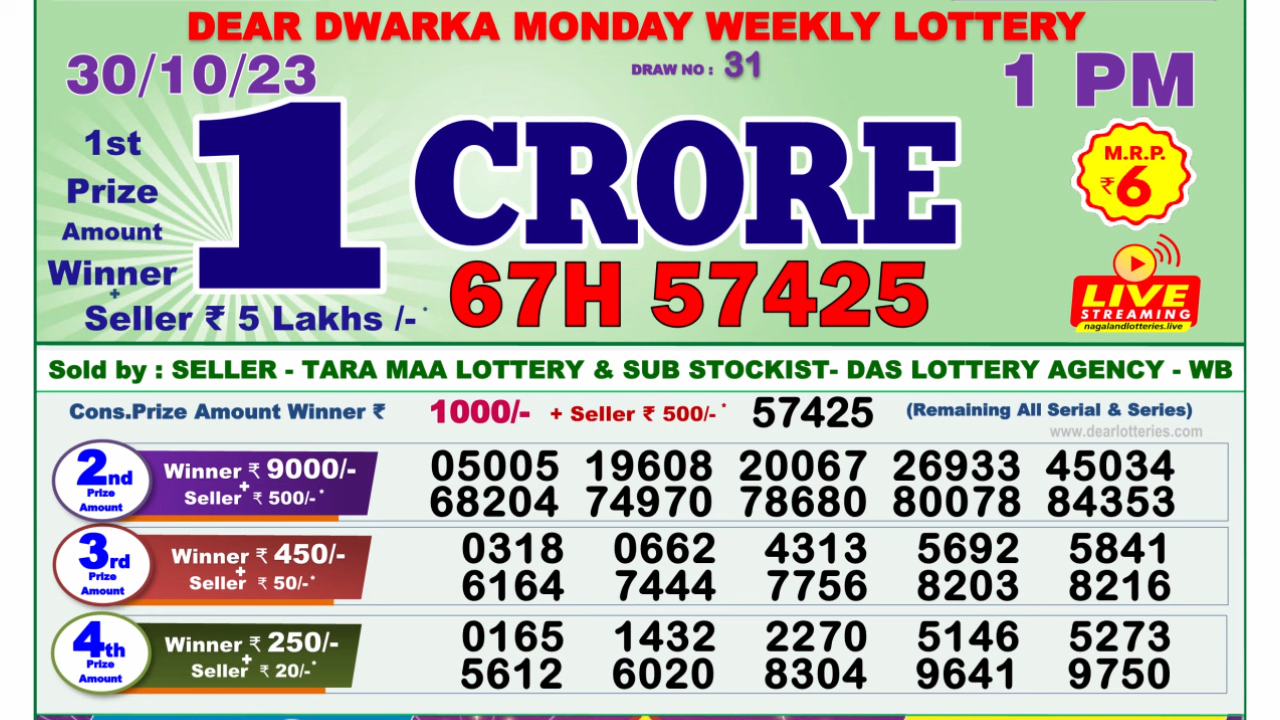 DEAR DWARKA MONDAY WEEKLY LOTTERY
30/10/23
DRAW NO : 31
1 PM
1st
Prize
Amount
Winner
+
Seller ₹ 5 Lakhs /- *
1 CRORE
67H 57425
M.R.P.
₹6
LIVE
STREAMING
nagalandlotteries.live
Sold by : SELLER - TARA MAA LOTTERY & SUB STOCKIST- DAS LOTTERY AGENCY - WB
Cons.Prize Amount Winner ₹ 1000/- + Seller ₹ 500/- * 57425 (Remaining All Serial & Series)
www.dearlotteries.com
2nd
Prize
Amount
Winner ₹ 9000/-
+
Seller ₹ 500/- *
05005 19608 20067 26933 45034
68204 74970 78680 80078 84353
3rd
Prize
Amount
Winner ₹ 450/-
+
Seller ₹ 50/- *
0318 0662 4313 5692 5841
6164 7444 7756 8203 8216
4th
Prize
Amount
Winner ₹ 250/-
+
Seller ₹ 20/- *
0165 1432 2270 5146 5273
5612 6020 8304 9641 9750